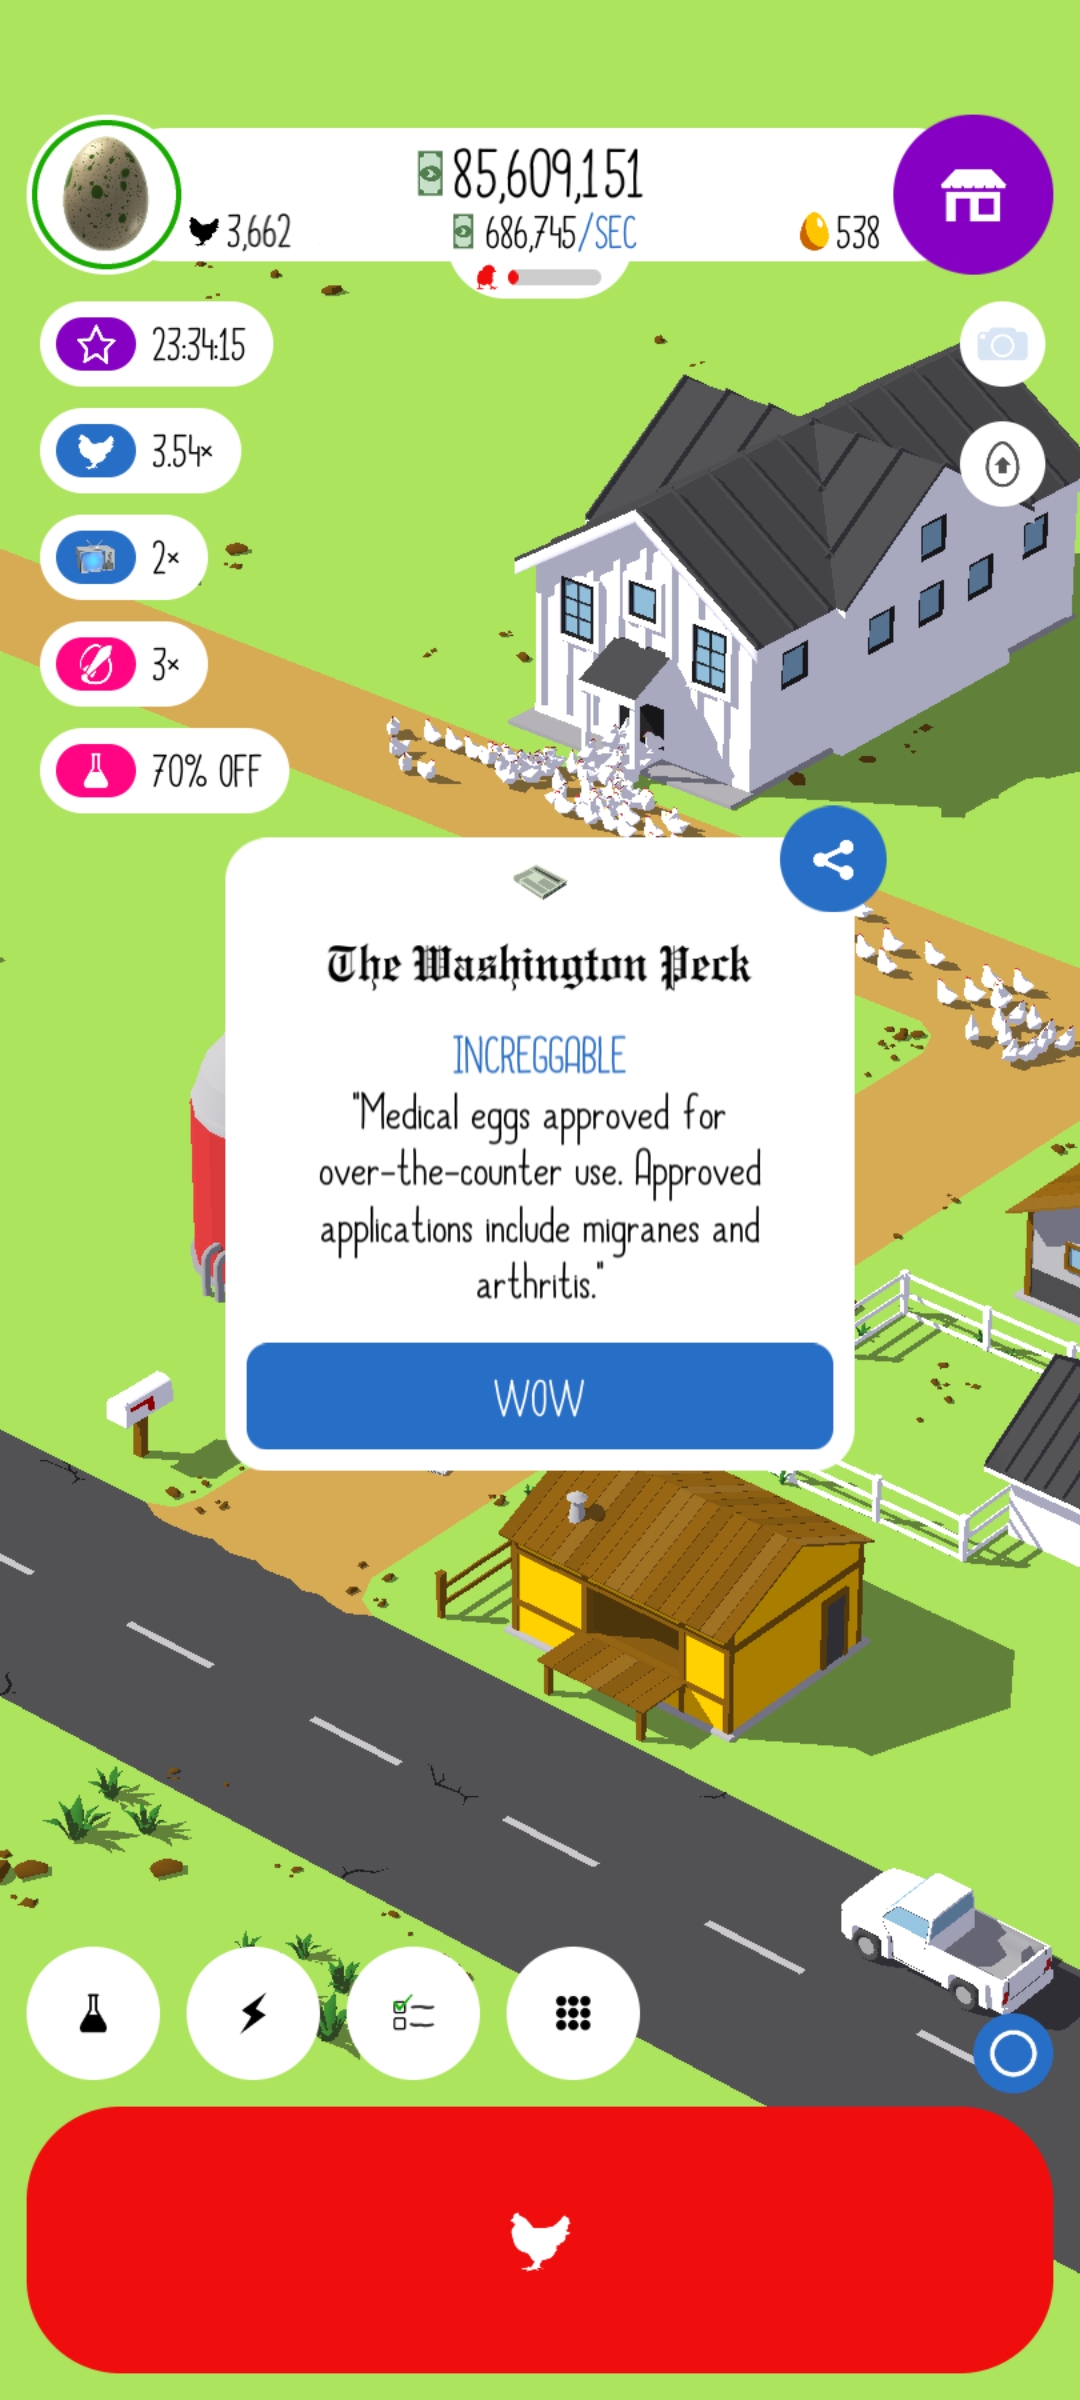 85,609,151
3,662
686,745/SEC
538
23:34:15
3.54×
2×
3×
70% OFF
The Washington Peck
INCREGGABLE
"Medical eggs approved for
over-the-counter use. Approved
applications include migranes and
arthritis."
WOW